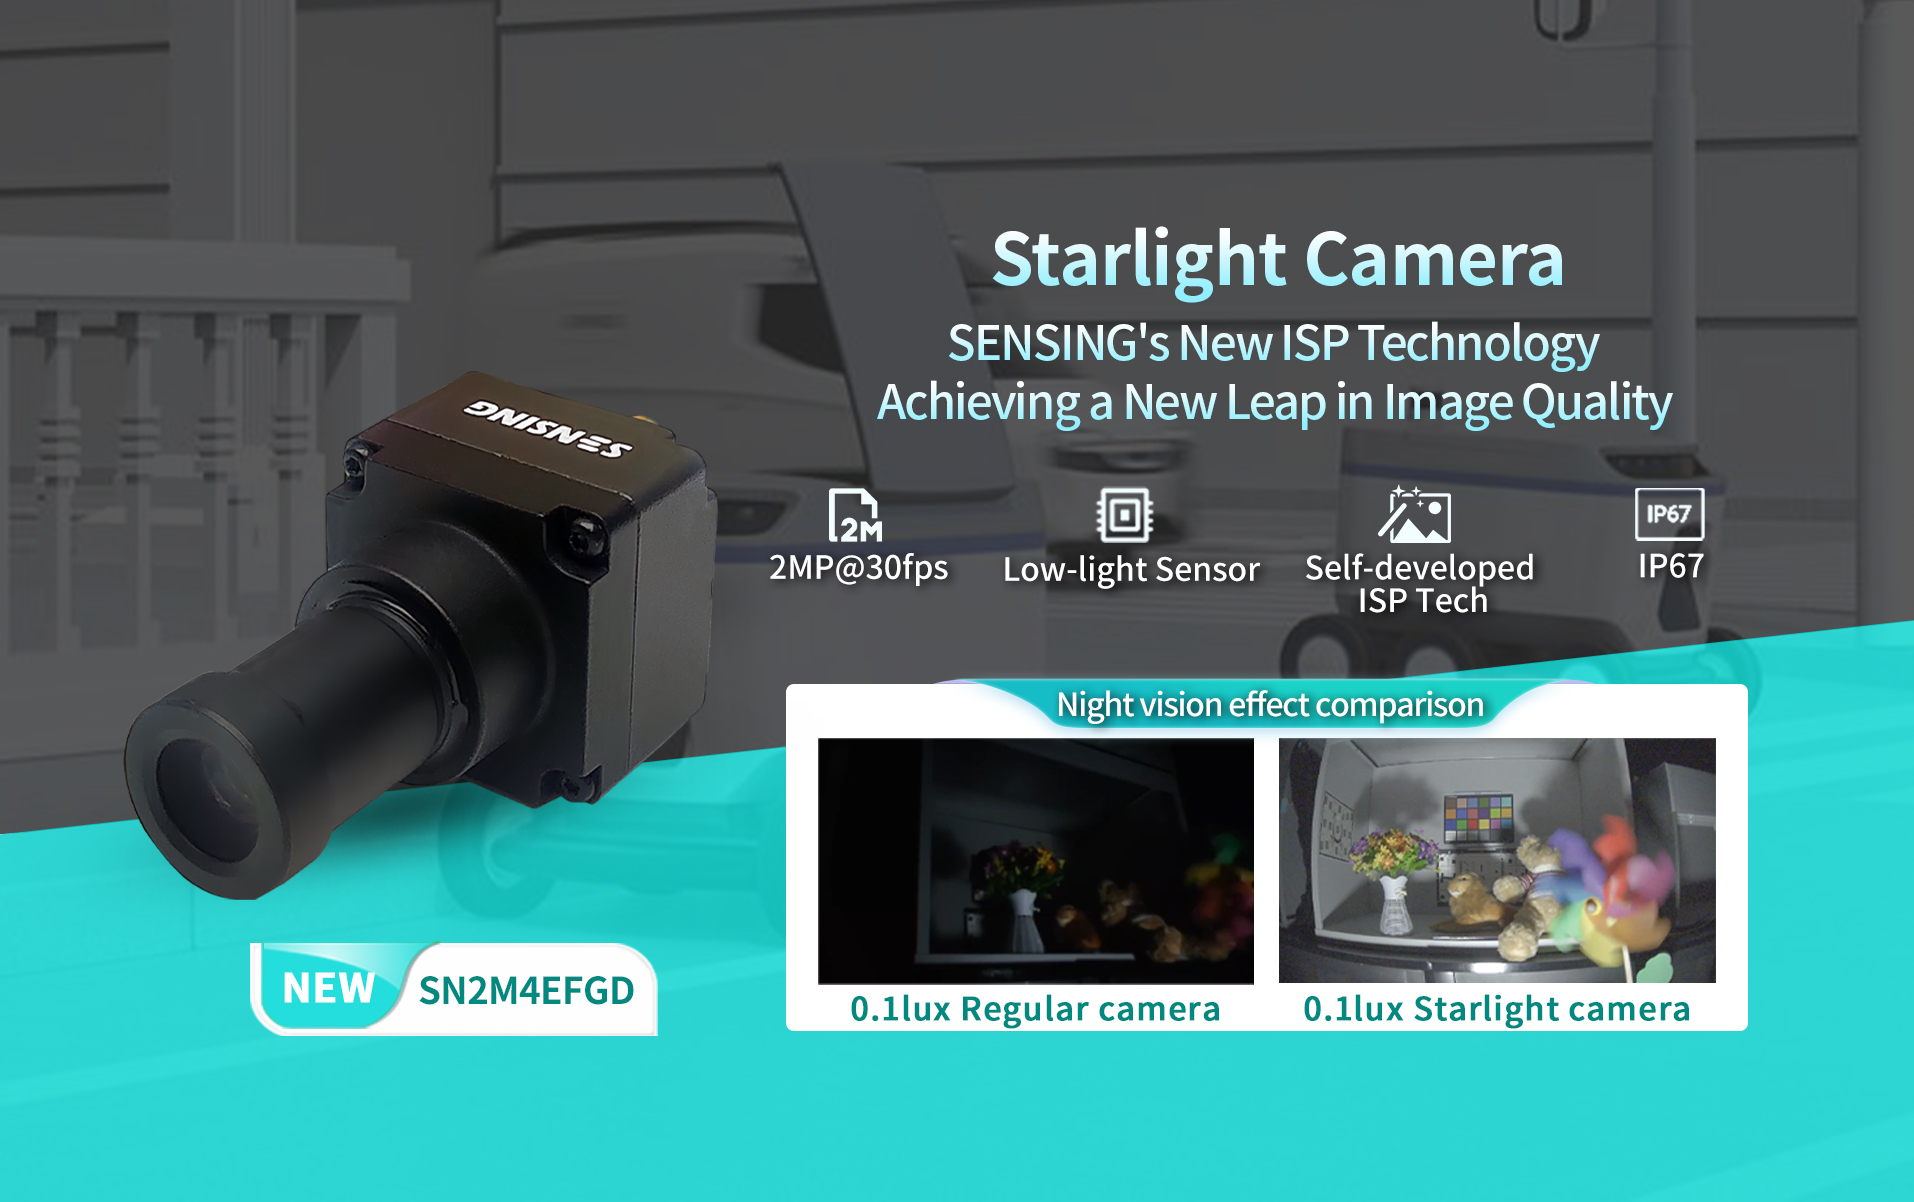 Starlight Camera
SENSING's New ISP Technology
Achieving a New Leap in Image Quality
SENSING
2M
2MP@30fps
Low-light Sensor
Self-developed
ISP Tech
IP67
IP67
Night vision effect comparison
0.1lux Regular camera
0.1lux Starlight camera
NEW
SN2M4EFGD